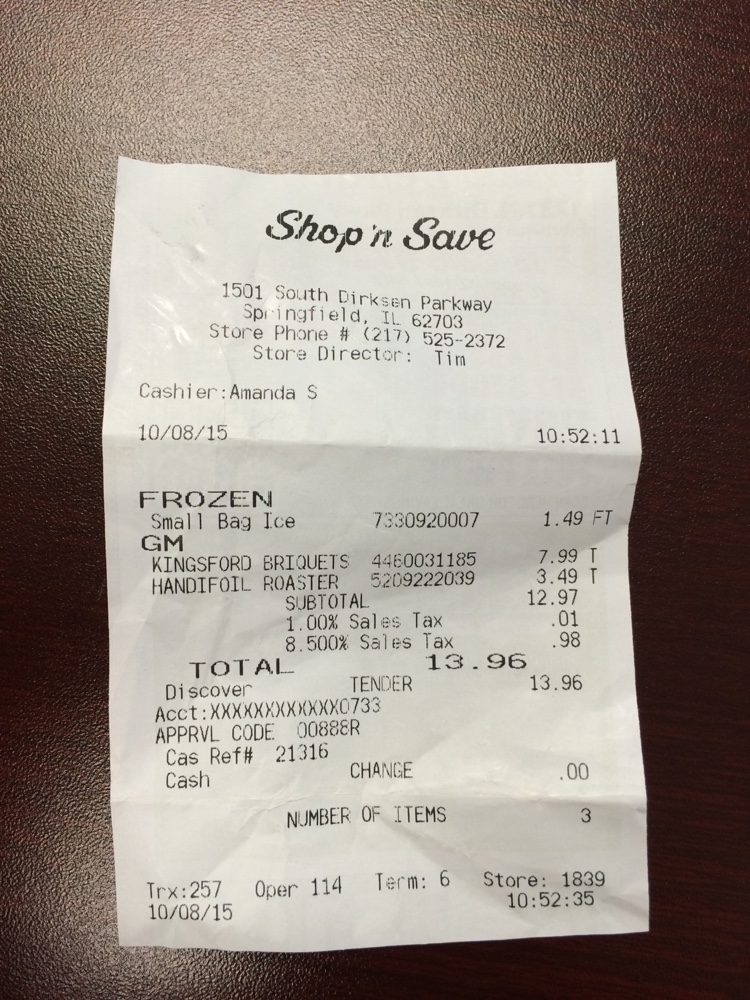 Shop 'n Save
1501 South Dirksen Parkway
Springfield, IL 62703
Store Phone # (217) 525-2372
Store Director: Tim
Cashier:Amanda S
10/08/15 10:52:11
FROZEN
Small Bag Ice 7330920007 1.49 FT
GM
KINGSFORD BRIQUETS 4460031185 7.99 T
HANDIFOIL ROASTER 5209222039 3.49 T
SUBTOTAL 12.97
1.00% Sales Tax .01
8.500% Sales Tax .98
TOTAL 13.96
Discover TENDER 13.96
Acct:XXXXXXXXXXXX0733
APPRVL CODE 00888R
Cas Ref# 21316
Cash CHANGE .00
NUMBER OF ITEMS 3
Trx:257 Oper 114 Term: 6 Store: 1839
10/08/15 10:52:35